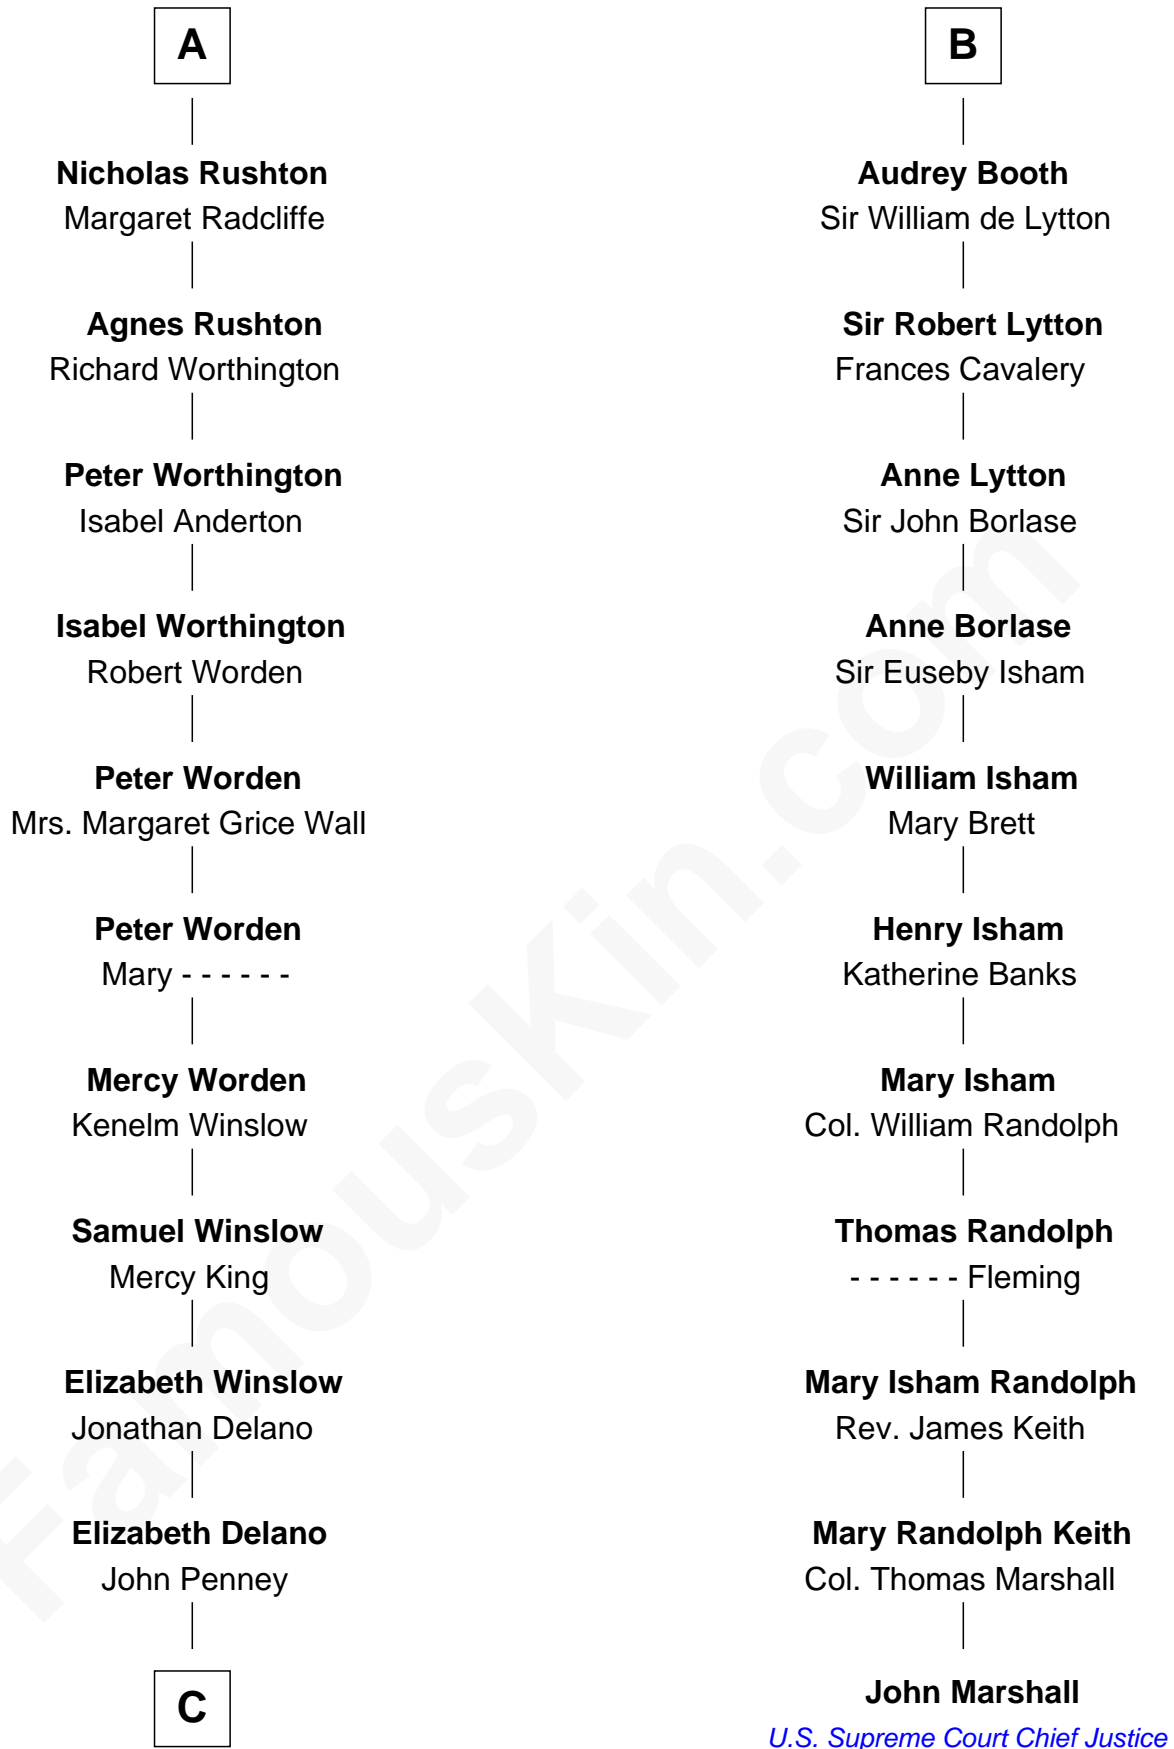 A
Nicholas Rushton
Margaret Radcliffe
Agnes Rushton
Richard Worthington
Peter Worthington
Isabel Anderton
Isabel Worthington
Robert Worden
Peter Worden
Mrs. Margaret Grice Wall
Peter Worden
Mary - - - - - -
Mercy Worden
Kenelm Winslow
Samuel Winslow
Mercy King
Elizabeth Winslow
Jonathan Delano
Elizabeth Delano
John Penney
C
B
Audrey Booth
Sir William de Lytton
Sir Robert Lytton
Frances Cavalery
Anne Lytton
Sir John Borlase
Anne Borlase
Sir Euseby Isham
William Isham
Mary Brett
Henry Isham
Katherine Banks
Mary Isham
Col. William Randolph
Thomas Randolph
- - - - - - Fleming
Mary Isham Randolph
Rev. James Keith
Mary Randolph Keith
Col. Thomas Marshall
John Marshall
U.S. Supreme Court Chief Justice
FamousKin.com